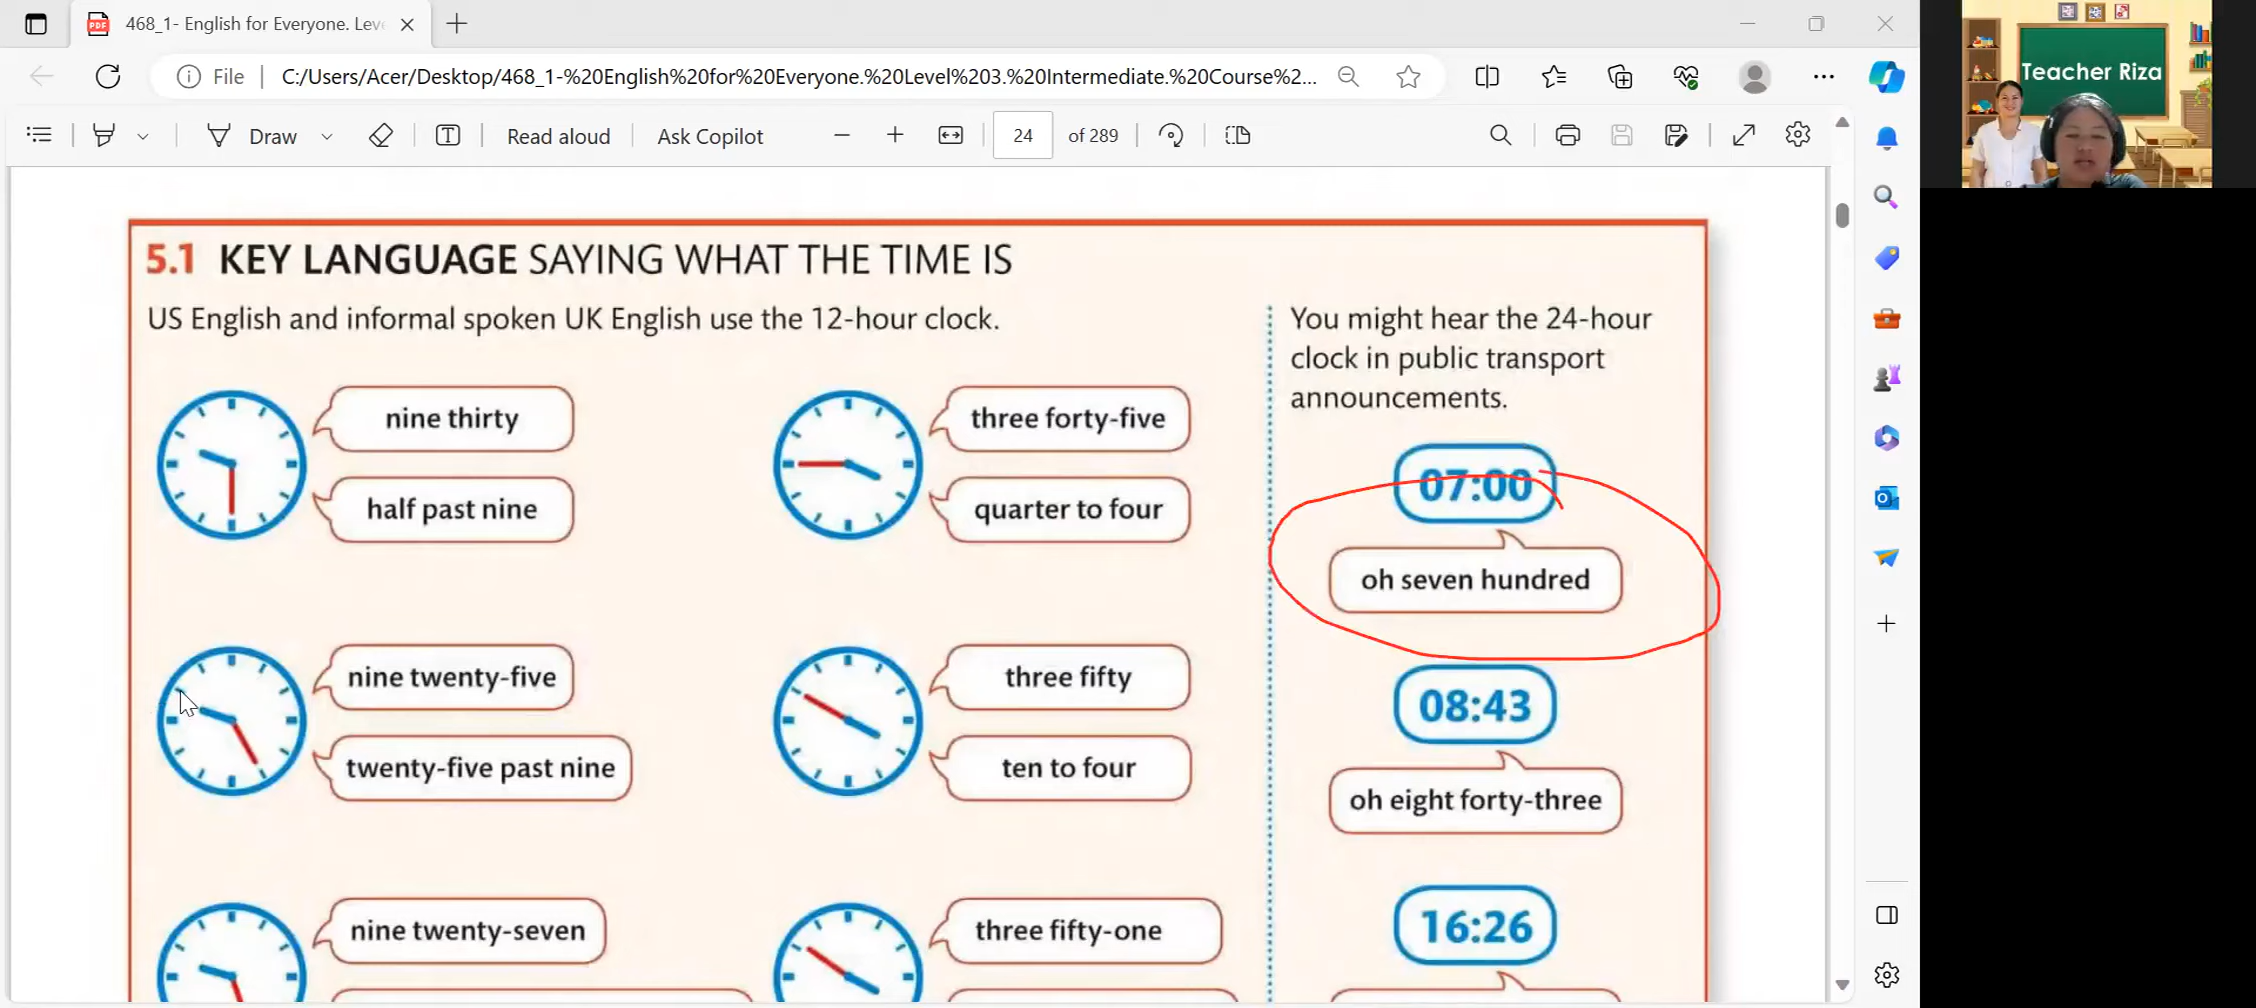 468_1- English for Everyone. Leve
File
C:/Users/Acer/Desktop/468_1-%20English%20for%20Everyone.%20Level%203.%20Intermediate.%20Course%2...
Draw
Read aloud
Ask Copilot
24
of 289
Teacher Riza
5.1 KEY LANGUAGE SAYING WHAT THE TIME IS
US English and informal spoken UK English use the 12-hour clock.
nine thirty
half past nine
three forty-five
quarter to four
nine twenty-five
twenty-five past nine
three fifty
ten to four
nine twenty-seven
three fifty-one
You might hear the 24-hour
clock in public transport
announcements.
07:00
oh seven hundred
08:43
oh eight forty-three
16:26